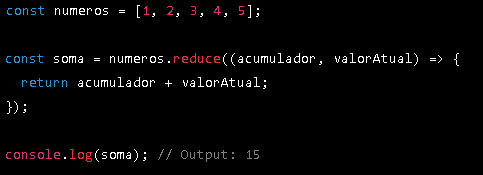 const numeros = [1, 2, 3, 4, 5];
const soma = numeros.reduce((acumulador, valorAtual) => {
  return acumulador + valorAtual;
});
console.log(soma); // Output: 15